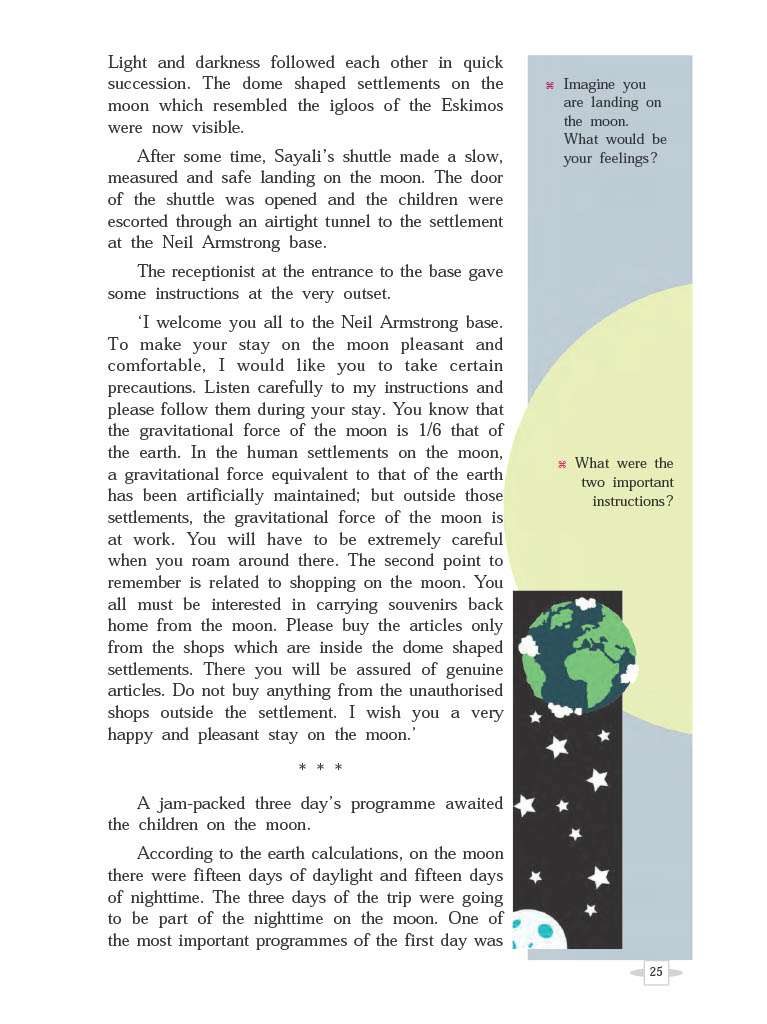 Light and darkness followed each other in quick
succession. The dome shaped settlements on the
moon which resembled the igloos of the Eskimos
were now visible.
After some time, Sayali’s shuttle made a slow,
measured and safe landing on the moon. The door
of the shuttle was opened and the children were
escorted through an airtight tunnel to the settlement
at the Neil Armstrong base.
The receptionist at the entrance to the base gave
some instructions at the very outset.
‘I welcome you all to the Neil Armstrong base.
To make your stay on the moon pleasant and
comfortable, I would like you to take certain
precautions. Listen carefully to my instructions and
please follow them during your stay. You know that
the gravitational force of the moon is 1/6 that of
the earth. In the human settlements on the moon,
a gravitational force equivalent to that of the earth
has been artificially maintained; but outside those
settlements, the gravitational force of the moon is
at work. You will have to be extremely careful
when you roam around there. The second point to
remember is related to shopping on the moon. You
all must be interested in carrying souvenirs back
home from the moon. Please buy the articles only
from the shops which are inside the dome shaped
settlements. There you will be assured of genuine
articles. Do not buy anything from the unauthorised
shops outside the settlement. I wish you a very
happy and pleasant stay on the moon.’
* * *
A jam-packed three day’s programme awaited
the children on the moon.
According to the earth calculations, on the moon
there were fifteen days of daylight and fifteen days
of nighttime. The three days of the trip were going
to be part of the nighttime on the moon. One of
the most important programmes of the first day was
⌘ Imagine you
are landing on
the moon.
What would be
your feelings?
⌘ What were the
two important
instructions?
25